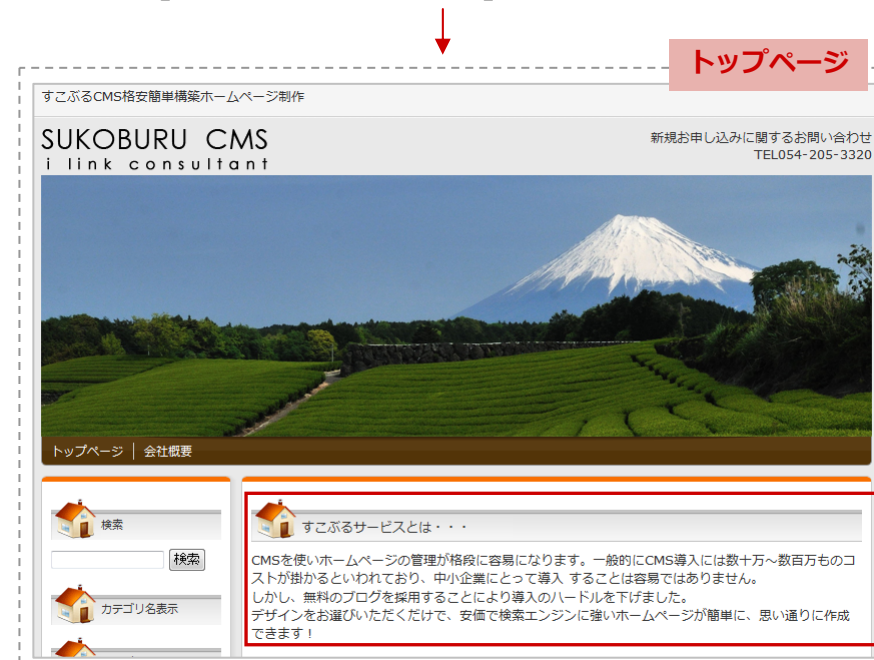 トップページ
すこぶるCMS格安簡単構築ホームページ制作
SUKOBURU CMS
i link consultant
新規お申し込みに関するお問い合わせ
TEL054-205-3320
トップページ │ 会社概要
検索
検索
カテゴリ名表示
すこぶるサービスとは・・・
CMSを使いホームページの管理が格段に容易になります。一般的にCMS導入には数十万～数百万ものコ
ストが掛かるといわれており、中小企業にとって導入 することは容易ではありません。
しかし、無料のブログを採用することにより導入のハードルを下げました。
デザインをお選びいただくだけで、安価で検索エンジンに強いホームページが簡単に、思い通りに作成
できます！